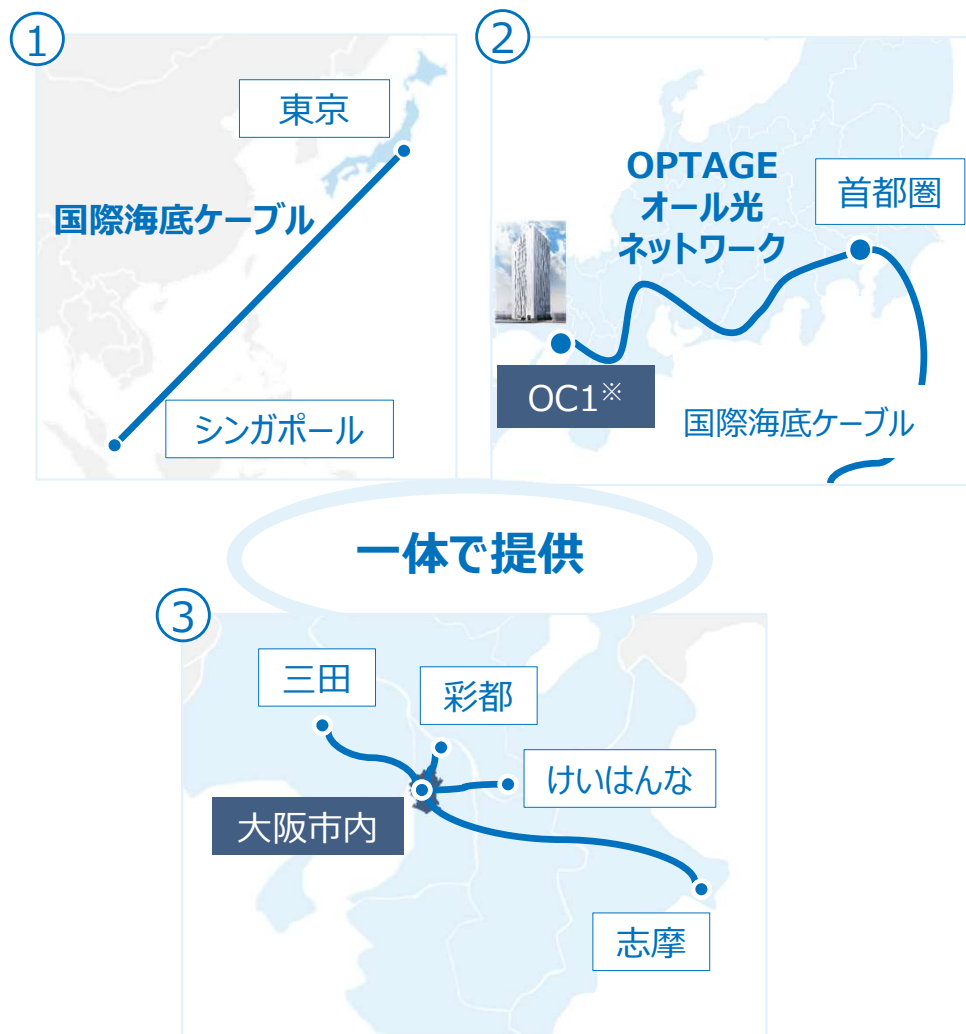 ①
東京
国際海底ケーブル
シンガポール
②
OPTAGE
オール光
ネットワーク
首都圏
OC1※
国際海底ケーブル
一体で提供
③
三田
彩都
けいはんな
大阪市内
志摩